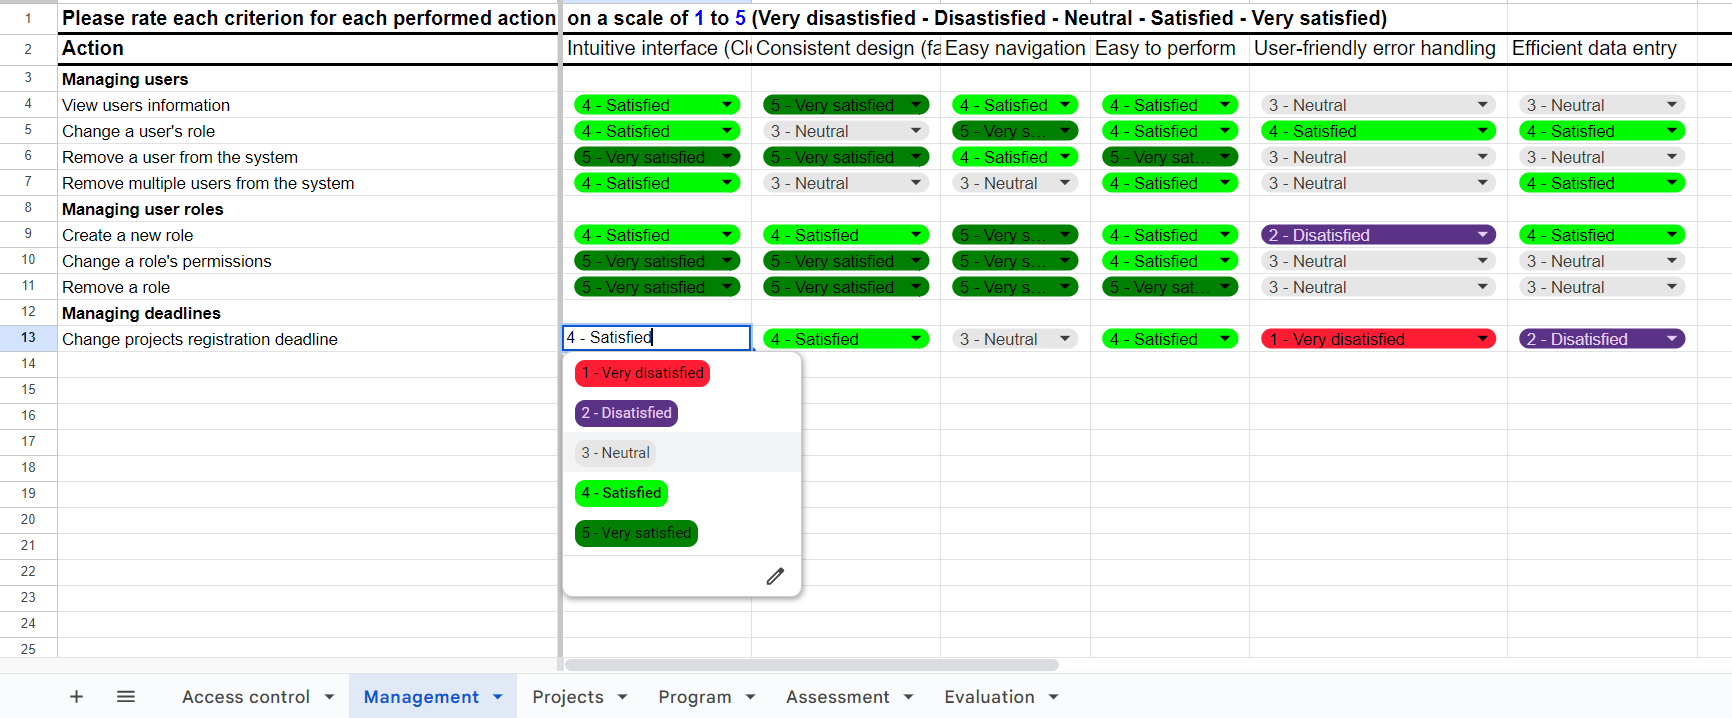 1 Please rate each criterion for each performed action on a scale of 1 to 5 (Very disastisfied - Disastisfied - Neutral - Satisfied - Very satisfied)
2 Action Intuitive interface (Cl Consistent design (fa Easy navigation Easy to perform User-friendly error handling Efficient data entry
3 Managing users
4 View users information 4 - Satisfied 5 - Very satisfied 4 - Satisfied 4 - Satisfied 3 - Neutral 3 - Neutral
5 Change a user's role 4 - Satisfied 3 - Neutral 5 - Very s... 4 - Satisfied 4 - Satisfied 4 - Satisfied
6 Remove a user from the system 5 - Very satisfied 5 - Very satisfied 4 - Satisfied 5 - Very sat... 3 - Neutral 3 - Neutral
7 Remove multiple users from the system 4 - Satisfied 3 - Neutral 3 - Neutral 4 - Satisfied 3 - Neutral 4 - Satisfied
8 Managing user roles
9 Create a new role 4 - Satisfied 4 - Satisfied 5 - Very s... 4 - Satisfied 2 - Disatisfied 4 - Satisfied
10 Change a role's permissions 5 - Very satisfied 5 - Very satisfied 5 - Very s... 4 - Satisfied 3 - Neutral 3 - Neutral
11 Remove a role 5 - Very satisfied 5 - Very satisfied 5 - Very s... 5 - Very sat... 3 - Neutral 3 - Neutral
12 Managing deadlines
13 Change projects registration deadline 4 - Satisfied 4 - Satisfied 3 - Neutral 4 - Satisfied 1 - Very disatisfied 2 - Disatisfied
14
1 - Very disatisfied
15
2 - Disatisfied
16
17
3 - Neutral
18
4 - Satisfied
19
20
5 - Very satisfied
21
22
23
24
25
+ Access control Management Projects Program Assessment Evaluation